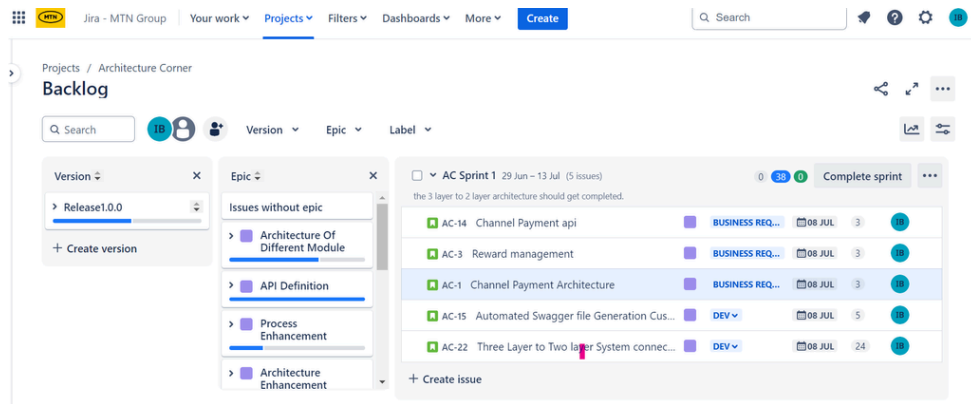 MTN Jira - MTN Group Your work Projects Filters Dashboards More Create Search IB
Projects / Architecture Corner
Backlog
Search IB Version Epic Label
Version
Release1.0.0
+ Create version
Epic
Issues without epic
Architecture Of
Different Module
API Definition
Process
Enhancement
Architecture
Enhancement
AC Sprint 1 29 Jun – 13 Jul (5 issues) 0 38 0 Complete sprint
the 3 layer to 2 layer architecture should get completed.
AC-14 Channel Payment api BUSINESS REQ... 08 JUL 3 IB
AC-3 Reward management BUSINESS REQ... 08 JUL 3 IB
AC-1 Channel Payment Architecture BUSINESS REQ... 08 JUL 3 IB
AC-15 Automated Swagger file Generation Cus... DEV 08 JUL 5 IB
AC-22 Three Layer to Two layer System connec... DEV 08 JUL 24 IB
+ Create issue